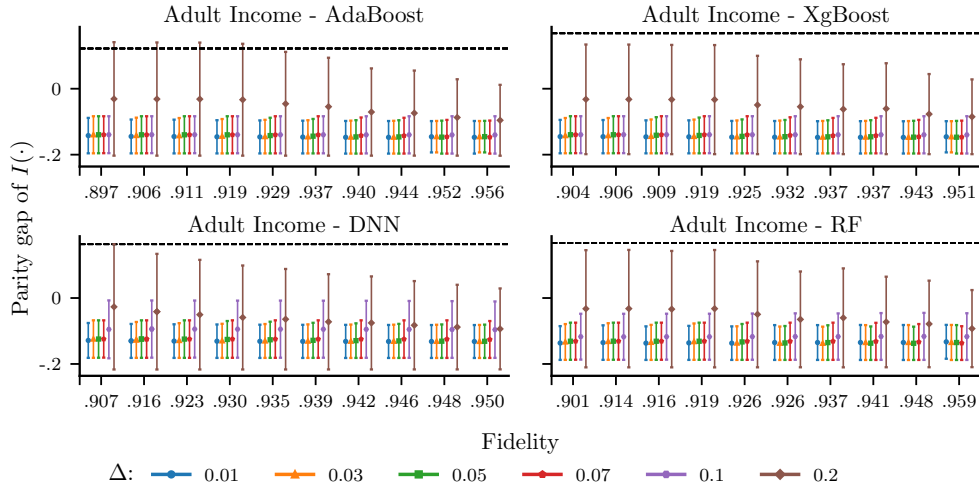 Adult Income - AdaBoost
Adult Income - XgBoost
0
-.2
.897 .906 .911 .919 .929 .937 .940 .944 .952 .956
.904 .906 .909 .919 .925 .932 .937 .937 .943 .951
Adult Income - DNN
Adult Income - RF
Parity gap of I(·)
0
-.2
.907 .916 .923 .930 .935 .939 .942 .946 .948 .950
.901 .914 .916 .919 .926 .926 .937 .941 .948 .959
Fidelity
Δ: 0.01 0.03 0.05 0.07 0.1 0.2